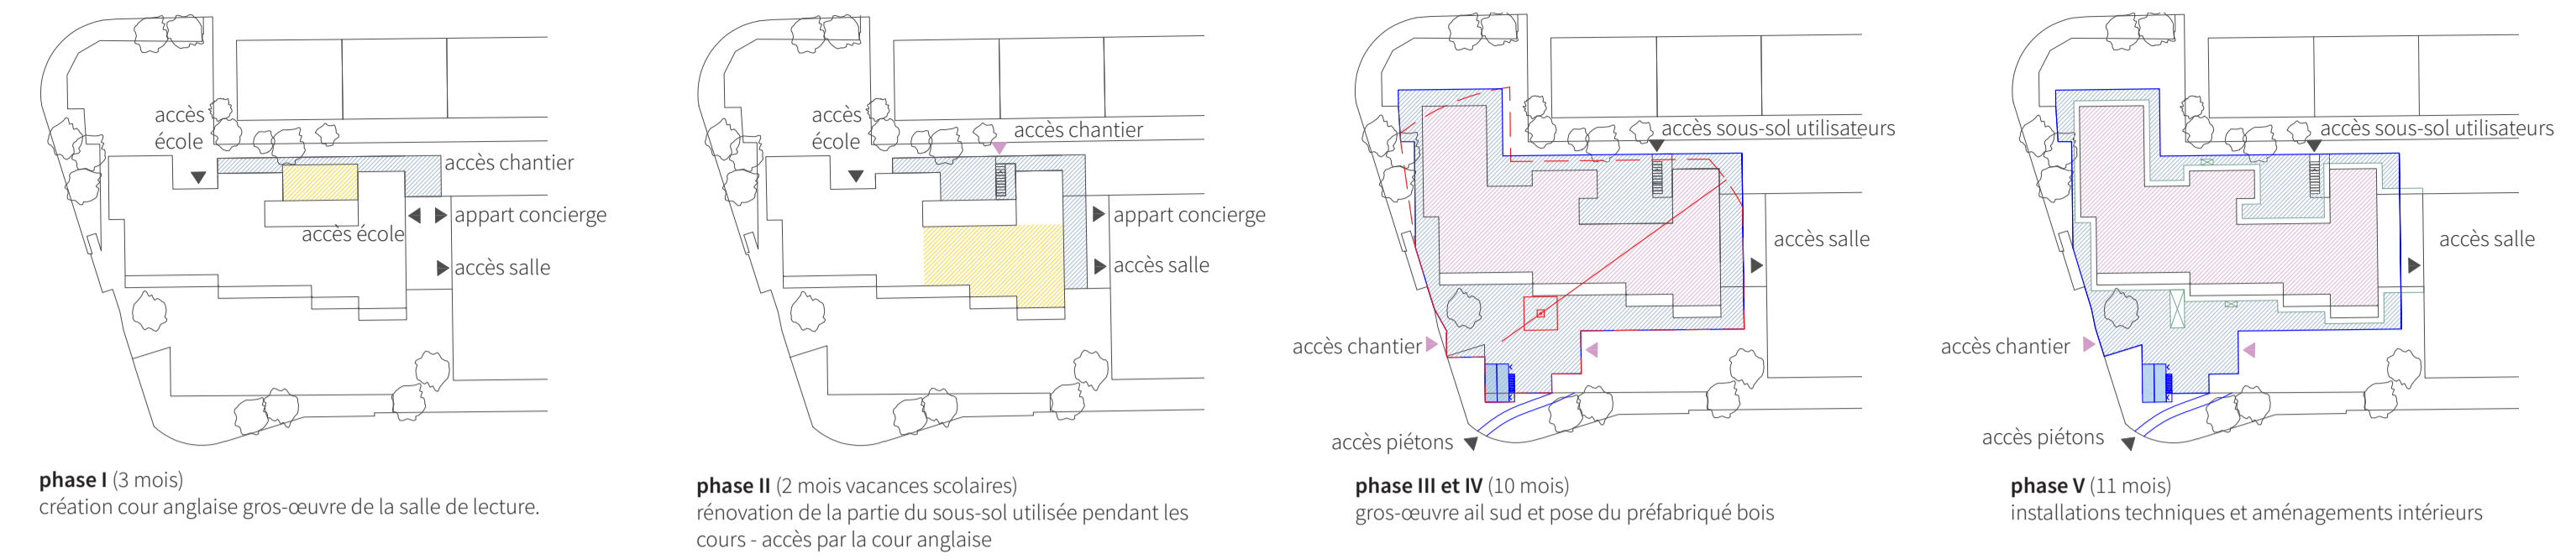 accès
école
accès chantier
appart concierge
accès école
accès salle
phase I (3 mois)
création cour anglaise gros-œuvre de la salle de lecture.
accès
école
accès chantier
appart concierge
accès salle
phase II (2 mois vacances scolaires)
rénovation de la partie du sous-sol utilisée pendant les
cours - accès par la cour anglaise
accès sous-sol utilisateurs
accès salle
accès chantier
accès piétons
phase III et IV (10 mois)
gros-œuvre ail sud et pose du préfabriqué bois
accès sous-sol utilisateurs
accès salle
accès chantier
accès piétons
phase V (11 mois)
installations techniques et aménagements intérieurs